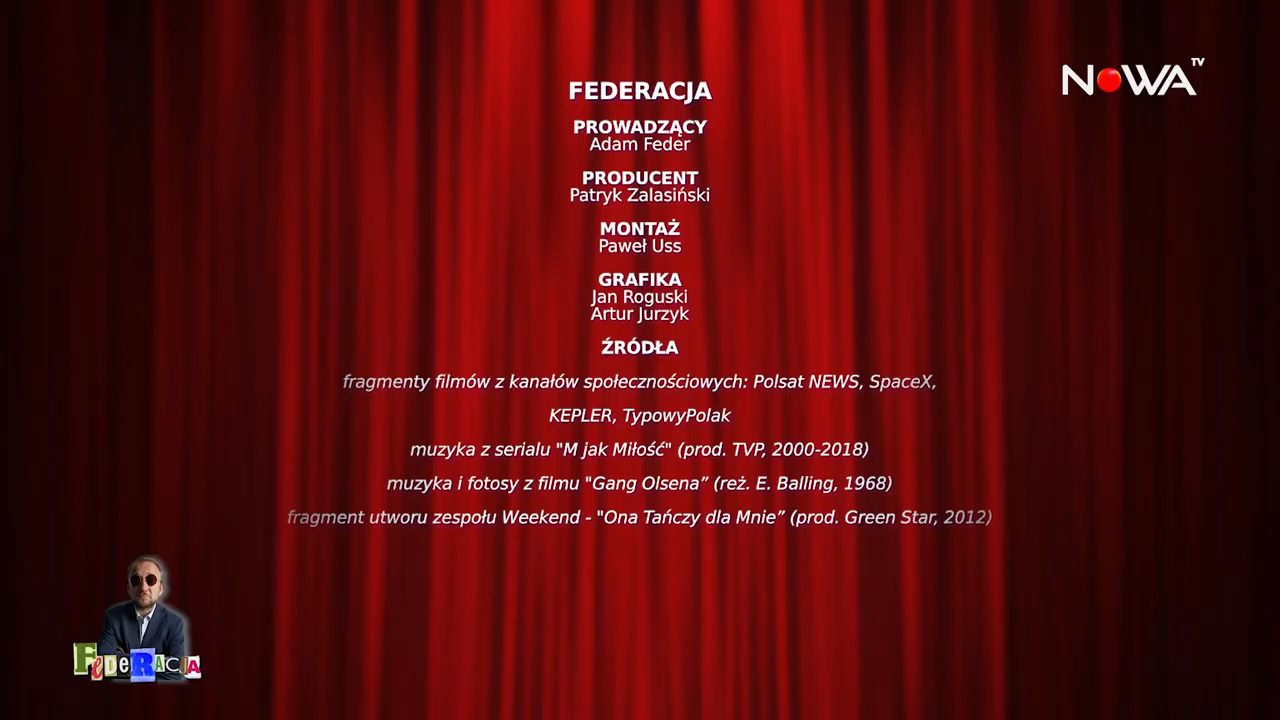 NOWA TV
FEDERACJA
PROWADZĄCY
Adam Feder
PRODUCENT
Patryk Zalasiński
MONTAŻ
Paweł Uss
GRAFIKA
Jan Roguski
Artur Jurzyk
ŹRÓDŁA
fragmenty filmów z kanałów społecznościowych: Polsat NEWS, SpaceX,
KEPLER, TypowyPolak
muzyka z serialu "M jak Miłość" (prod. TVP, 2000-2018)
muzyka i fotosy z filmu "Gang Olsena” (reż. E. Balling, 1968)
fragment utworu zespołu Weekend - "Ona Tańczy dla Mnie” (prod. Green Star, 2012)
FeDeRACJA